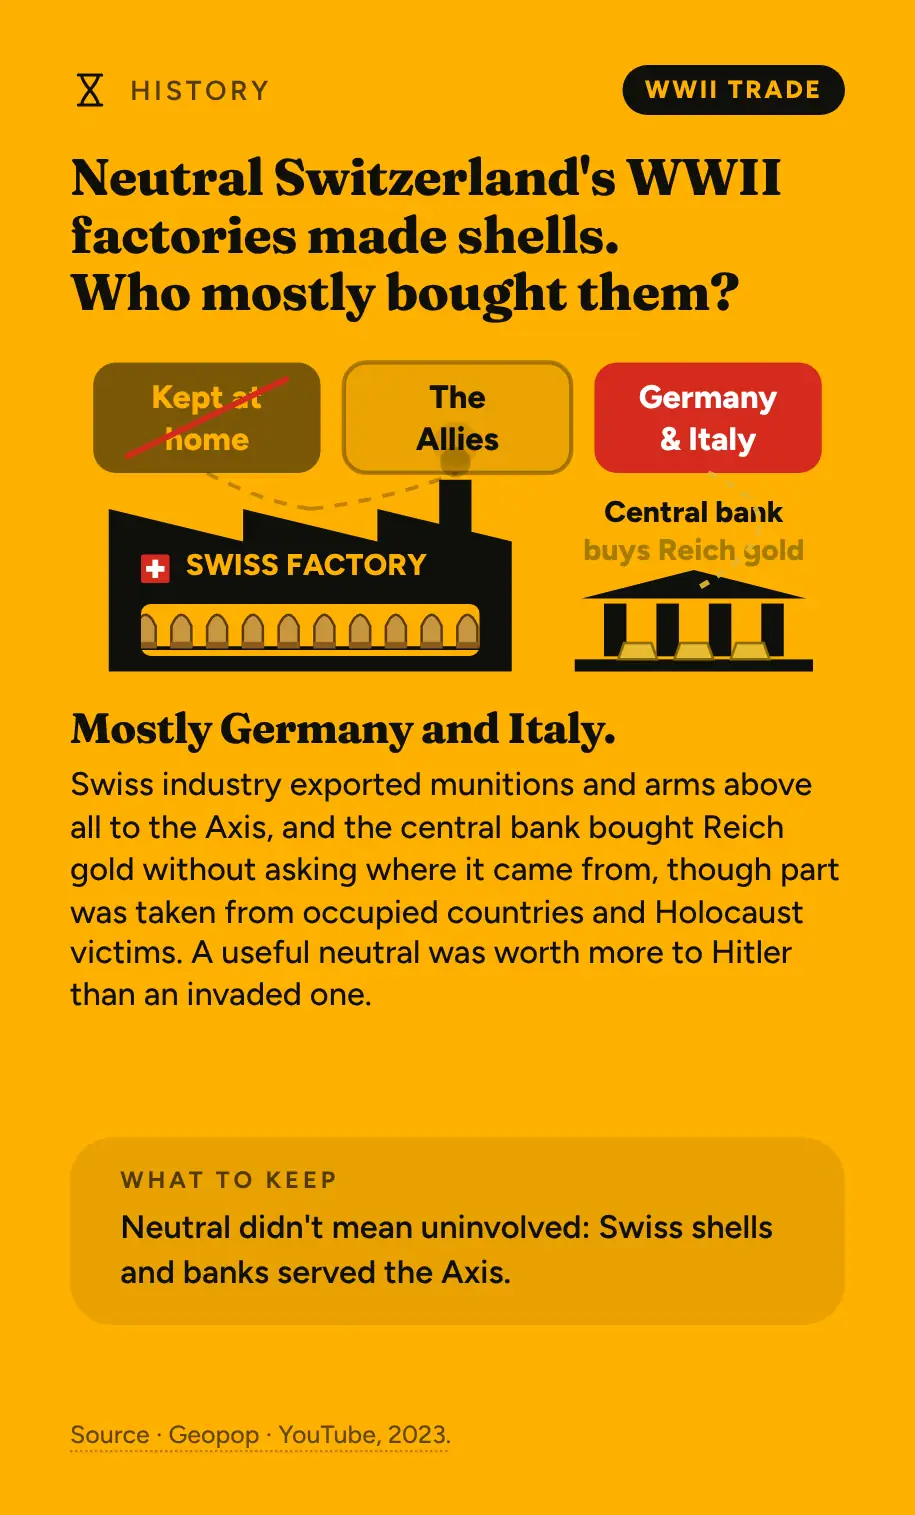 HISTORY
WWII TRADE
Neutral Switzerland's WWII
factories made shells.
Who mostly bought them?
Kept at
home
The
Allies
Germany
& Italy
Central bank
buys Reich gold
SWISS FACTORY
Mostly Germany and Italy.
Swiss industry exported munitions and arms above
all to the Axis, and the central bank bought Reich
gold without asking where it came from, though part
was taken from occupied countries and Holocaust
victims. A useful neutral was worth more to Hitler
than an invaded one.
WHAT TO KEEP
Neutral didn't mean uninvolved: Swiss shells
and banks served the Axis.
Source · Geopop · YouTube, 2023.